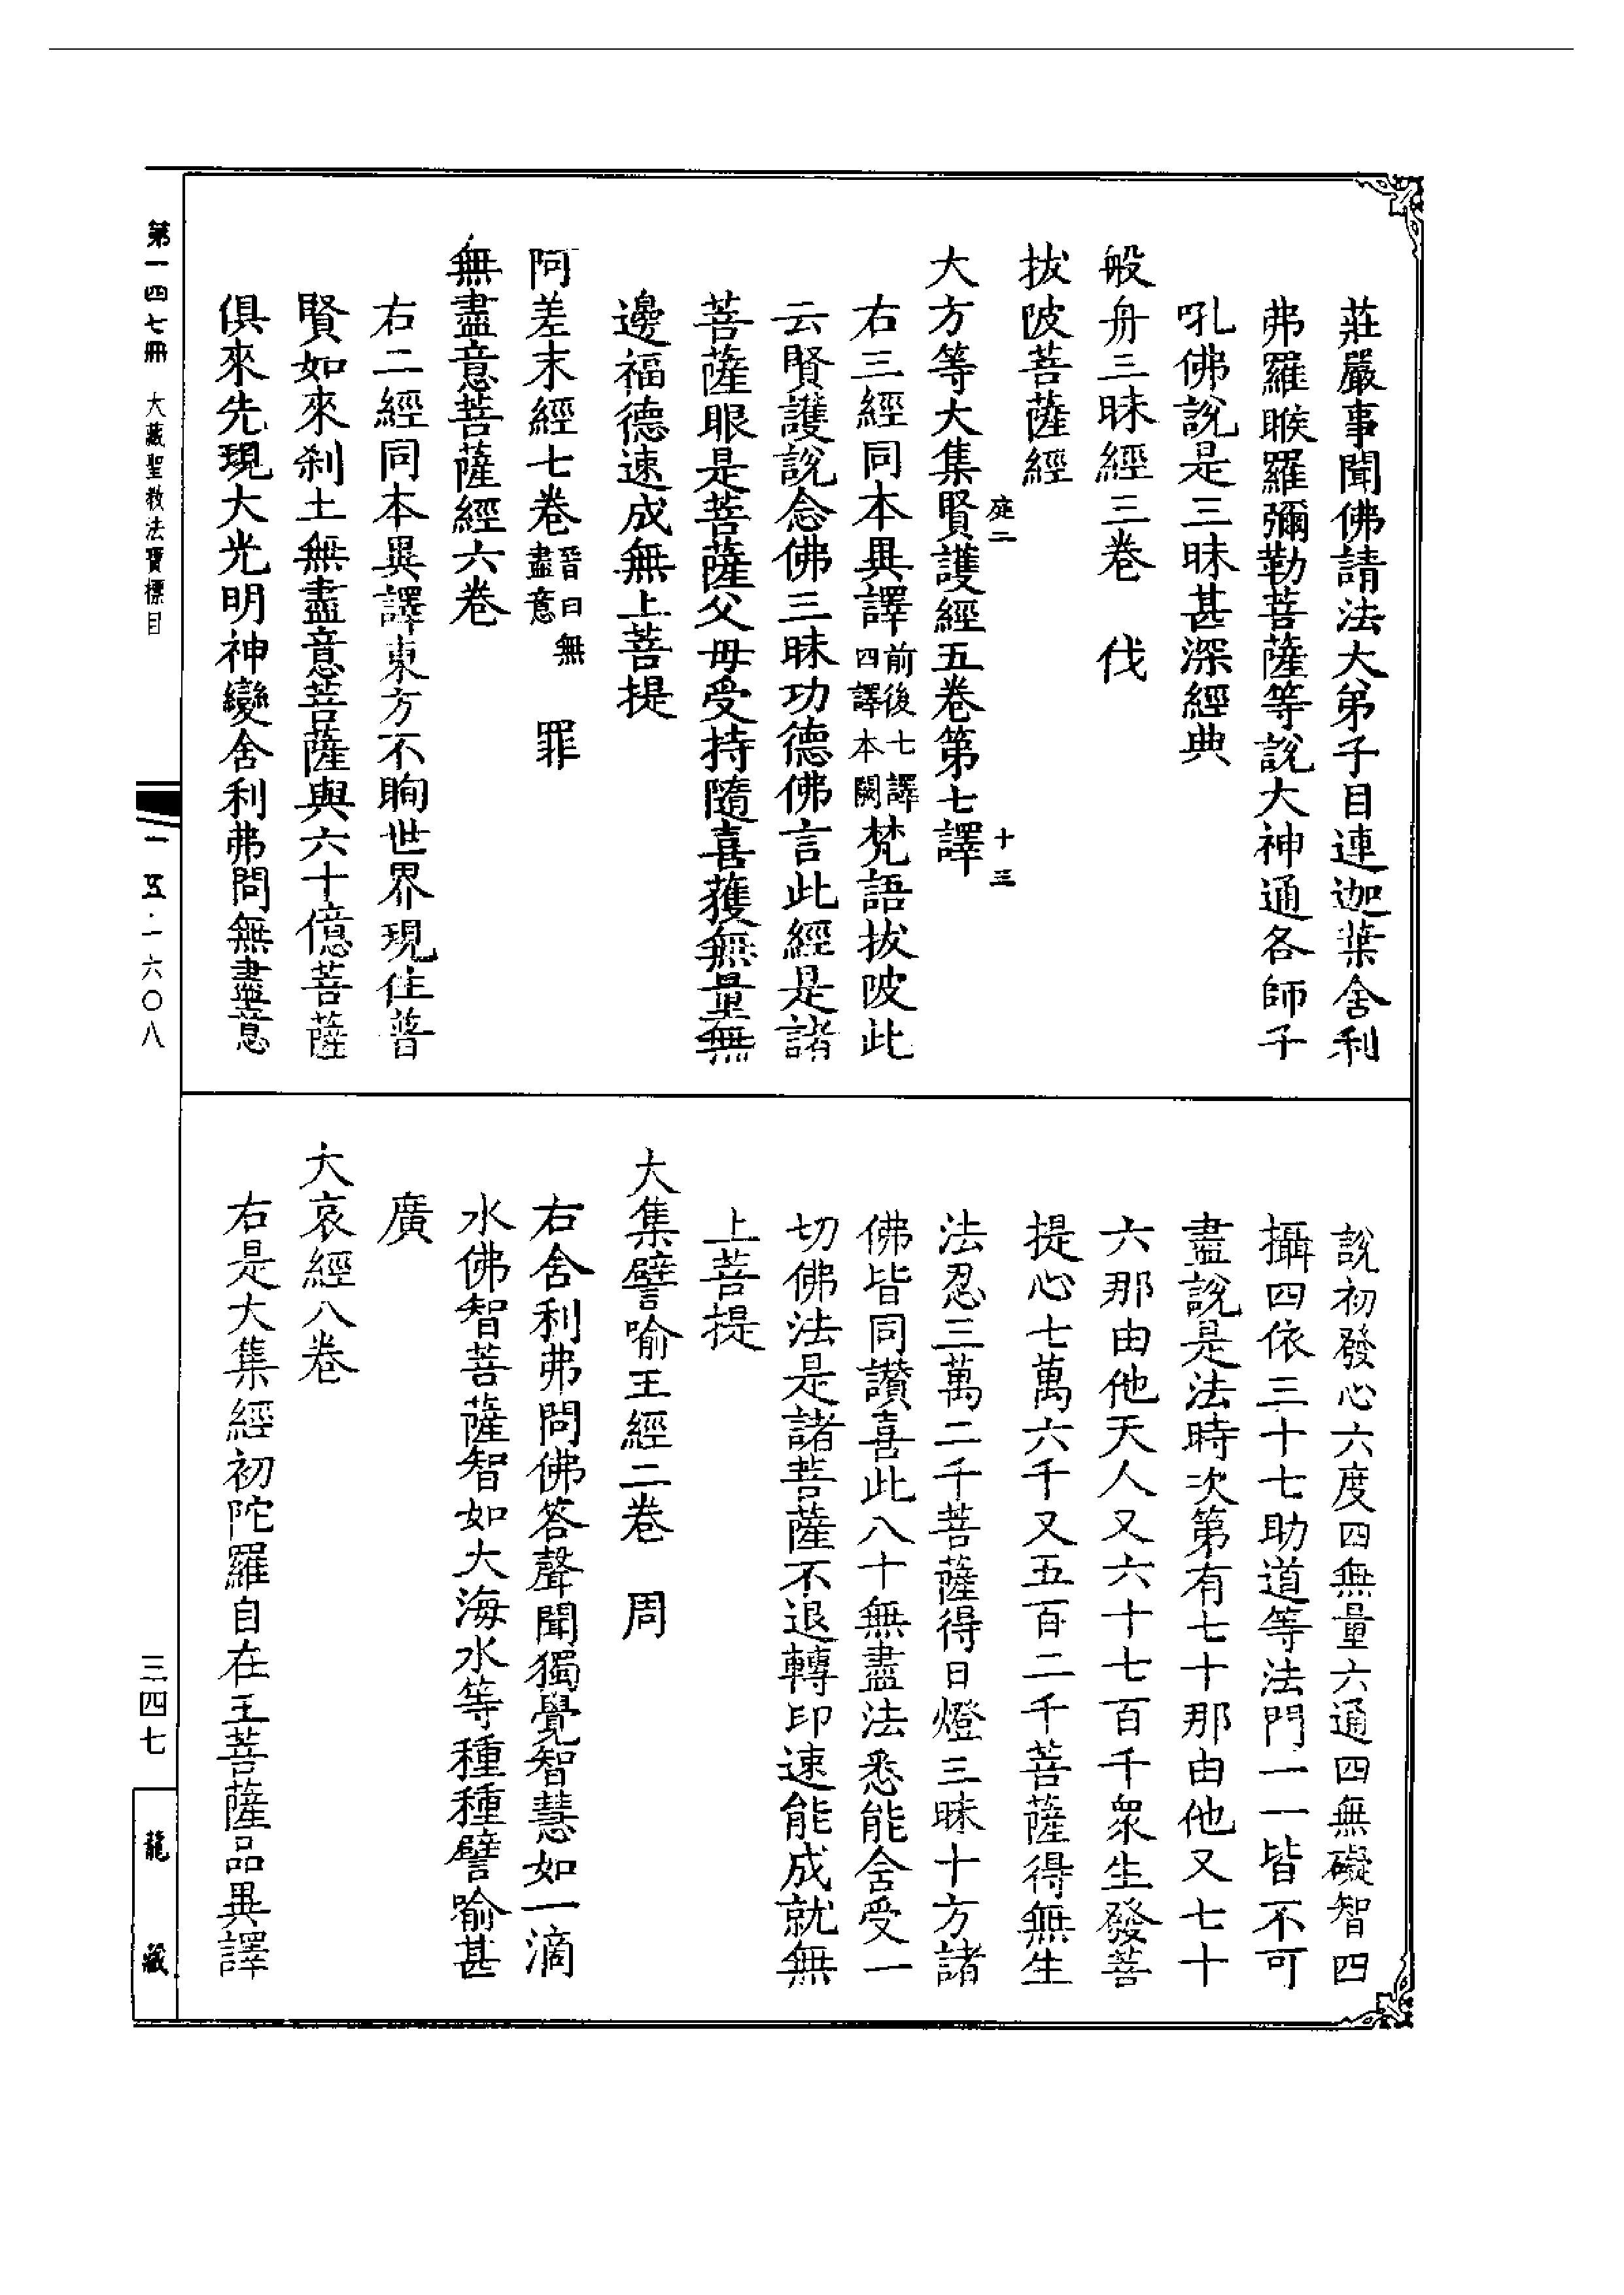 莊嚴事聞佛請法大弟子目連迦葉舍利
弗羅睺羅彌勒菩薩等說大神通各師子
吼佛說是三昧甚深經典
般舟三昧經三卷　伐
拔陂菩薩經
庭二　十三
大方等大集賢護經五卷第七譯
右三經同本異譯前後七譯四譯本闕梵語拔陂此
云賢護說念佛三昧功德佛言此經是諸
菩薩眼是菩薩父母受持隨喜獲無量無
邊福德速成無上菩提
阿差末經七卷晉曰無盡意　罪
無盡意菩薩經六卷
右二經同本異譯東方不眴世界現住普
賢如來剎土無盡意菩薩與六十億菩薩
俱來先現大光明神變舍利弗問無盡意
說初發心六度四無量六通四無礙智四
攝四依三十七助道等法門一一皆不可
盡說是法時次第有七十那由他又七十
六那由他天人又六十七百千衆生發菩
提心七萬六千又五百二千菩薩得無生
法忍三萬二千菩薩得日燈三昧十方諸
佛皆同讚喜此八十無盡法悉能舍受一
切佛法是諸菩薩不退轉印速能成就無
上菩提
大集譬喻王經二卷　周
右舍利弗問佛答聲聞獨覺智慧如一滴
水佛智菩薩智如大海水等種種譬喻甚
廣
大哀經八卷
右是大集經初陀羅自在王菩薩品異譯
第一四七冊　大藏聖教法寶標目
一五·一六〇八
三四七
龍藏